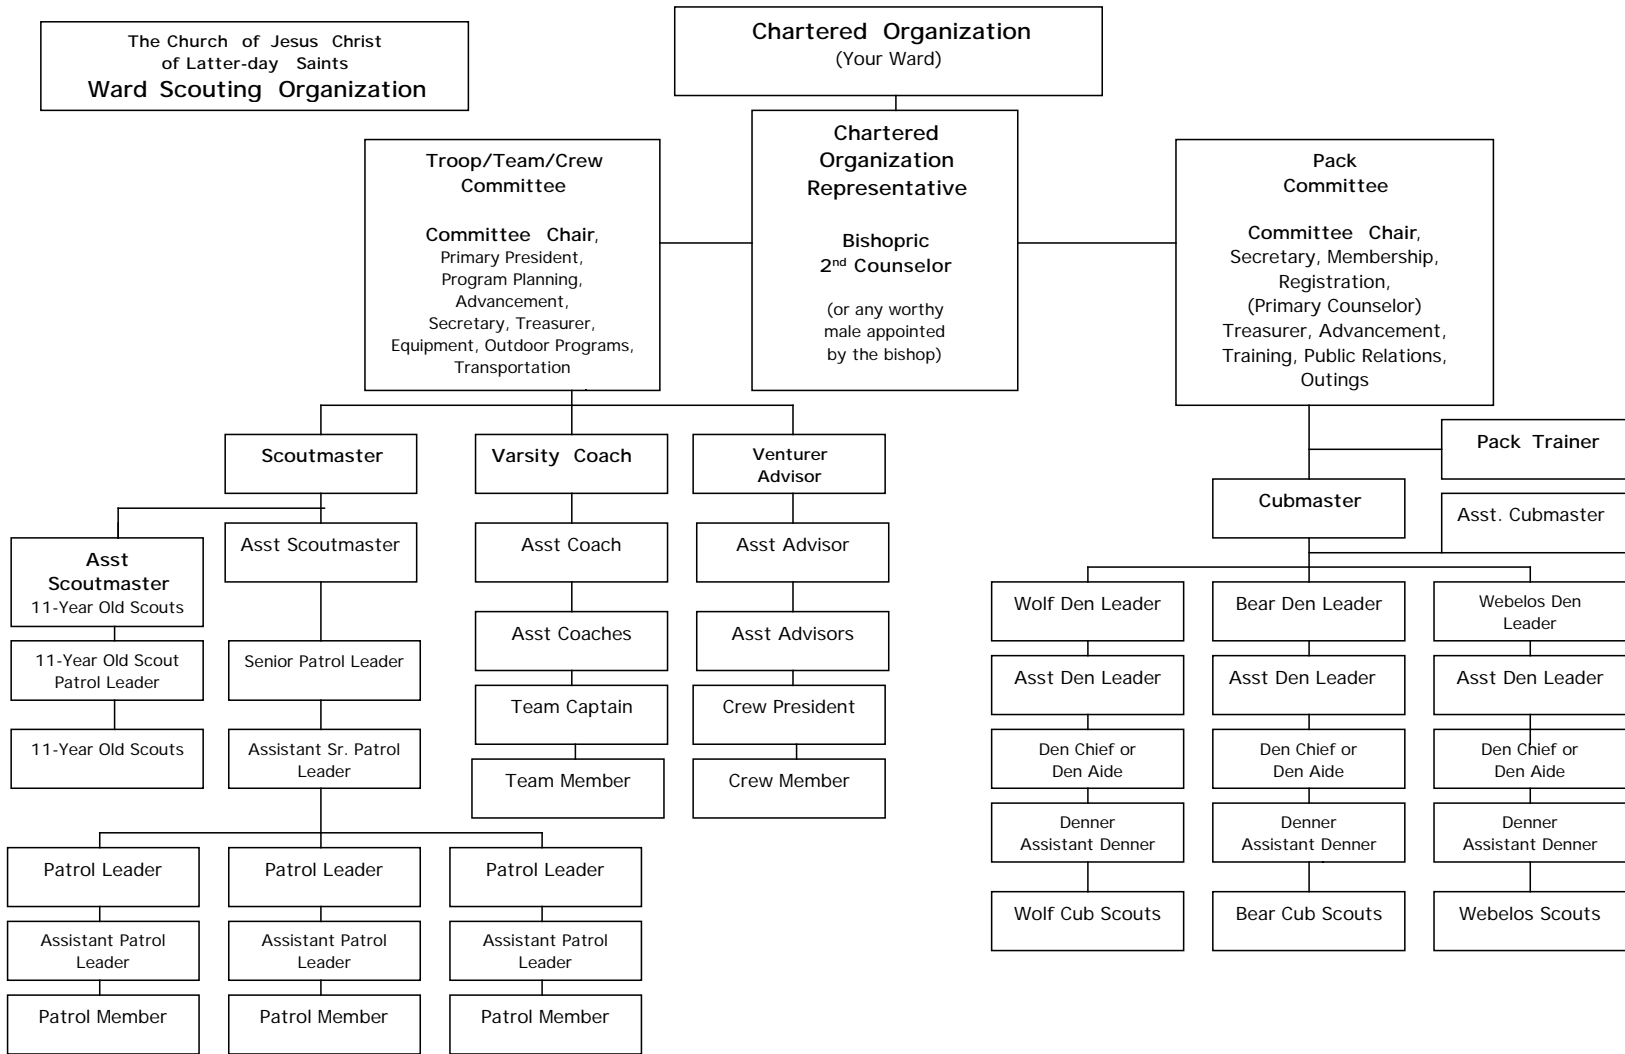 The Church of Jesus Christ
of Latter-day Saints
Ward Scouting Organization
Chartered Organization
(Your Ward)
Troop/Team/Crew
Committee
Committee Chair,
Primary President,
Program Planning,
Advancement,
Secretary, Treasurer,
Equipment, Outdoor Programs,
Transportation
Chartered
Organization
Representative
Bishopric
2nd Counselor
(or any worthy
male appointed
by the bishop)
Pack
Committee
Committee Chair,
Secretary, Membership,
Registration,
(Primary Counselor)
Treasurer, Advancement,
Training, Public Relations,
Outings
Scoutmaster
Varsity Coach
Venturer
Advisor
Pack Trainer
Cubmaster
Asst. Cubmaster
Asst
Scoutmaster
11-Year Old Scouts
Asst Scoutmaster
Asst Coach
Asst Advisor
Wolf Den Leader
Bear Den Leader
Webelos Den
Leader
11-Year Old Scout
Patrol Leader
Senior Patrol Leader
Asst Coaches
Asst Advisors
Asst Den Leader
Asst Den Leader
Asst Den Leader
11-Year Old Scouts
Assistant Sr. Patrol
Leader
Team Captain
Crew President
Den Chief or
Den Aide
Den Chief or
Den Aide
Den Chief or
Den Aide
Team Member
Crew Member
Denner
Assistant Denner
Denner
Assistant Denner
Denner
Assistant Denner
Patrol Leader
Patrol Leader
Patrol Leader
Wolf Cub Scouts
Bear Cub Scouts
Webelos Scouts
Assistant Patrol
Leader
Assistant Patrol
Leader
Assistant Patrol
Leader
Patrol Member
Patrol Member
Patrol Member